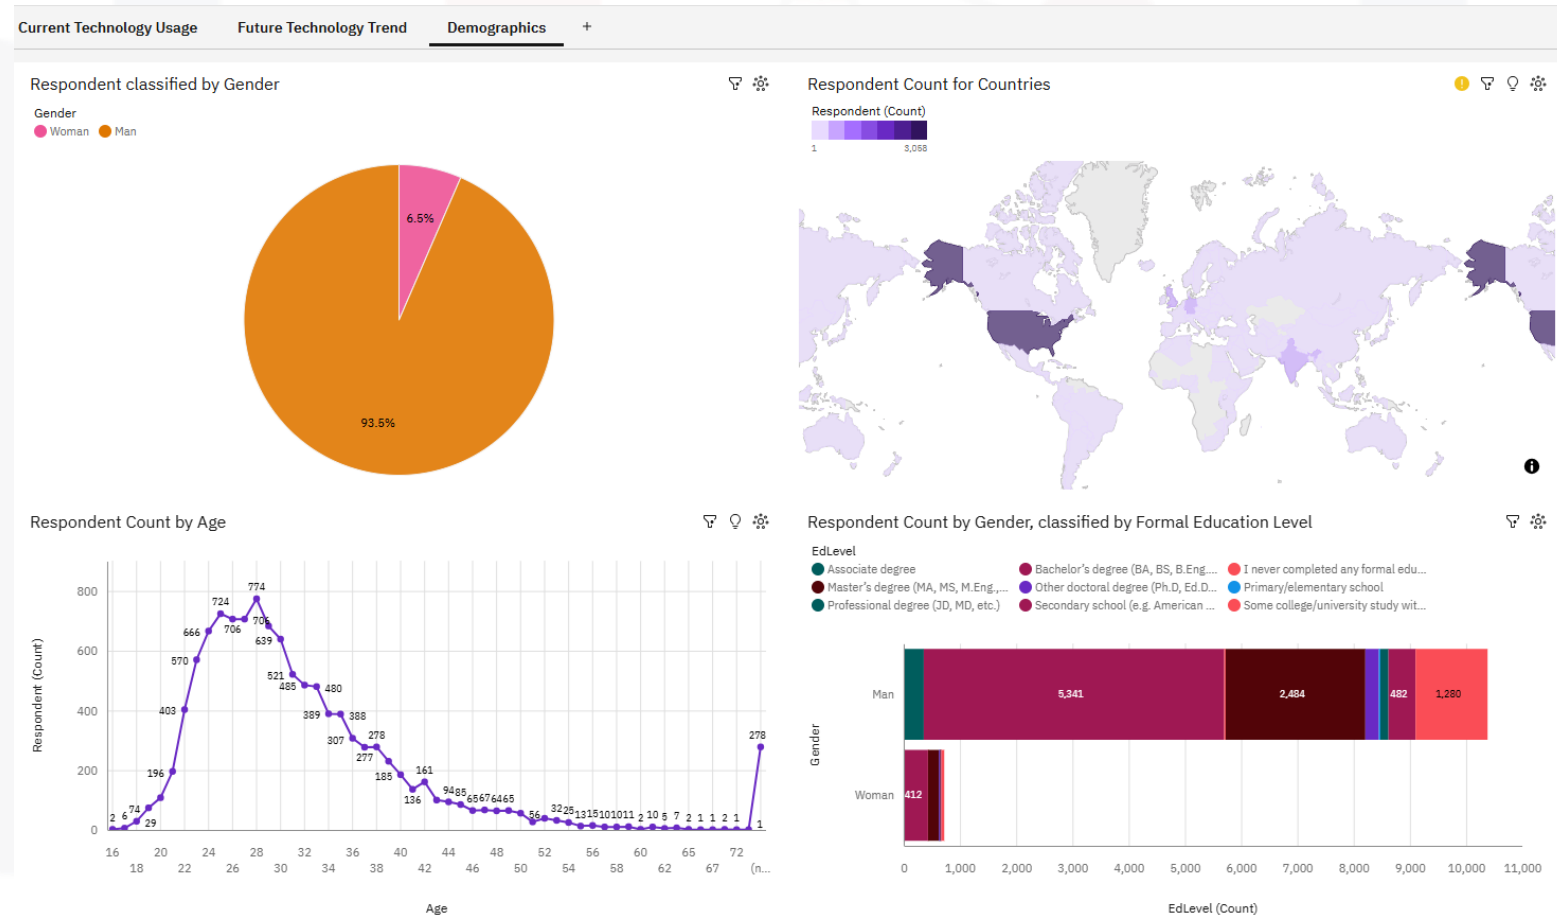 Current Technology Usage Future Technology Trend Demographics +
Respondent classified by Gender
Gender
Woman Man
6.5%
93.5%
Respondent Count for Countries
Respondent (Count)
1 3,058
Respondent Count by Age
Respondent (Count)
800
600
400
200
0
2 6 74 29 196 403 570 666 724 706 774 706 639 521 485 480 389 388 307 277 278 185 136 161 94 85 65 67 64 65 56 32 25 13 15 10 10 11 2 10 5 7 2 1 1 2 1 278 1
16 20 24 28 32 36 40 44 48 52 56 60 65 72
18 22 26 30 34 38 42 46 50 54 58 62 67 (n...
Age
Respondent Count by Gender, classified by Formal Education Level
EdLevel
Associate degree Bachelor's degree (BA, BS, B.Eng.... I never completed any formal edu...
Master's degree (MA, MS, M.Eng.,... Other doctoral degree (Ph.D, Ed.D... Primary/elementary school
Professional degree (JD, MD, etc.) Secondary school (e.g. American ... Some college/university study wit...
Gender
Man 5,341 2,484 482 1,280
Woman 412
0 1,000 2,000 3,000 4,000 5,000 6,000 7,000 8,000 9,000 10,000 11,000
EdLevel (Count)